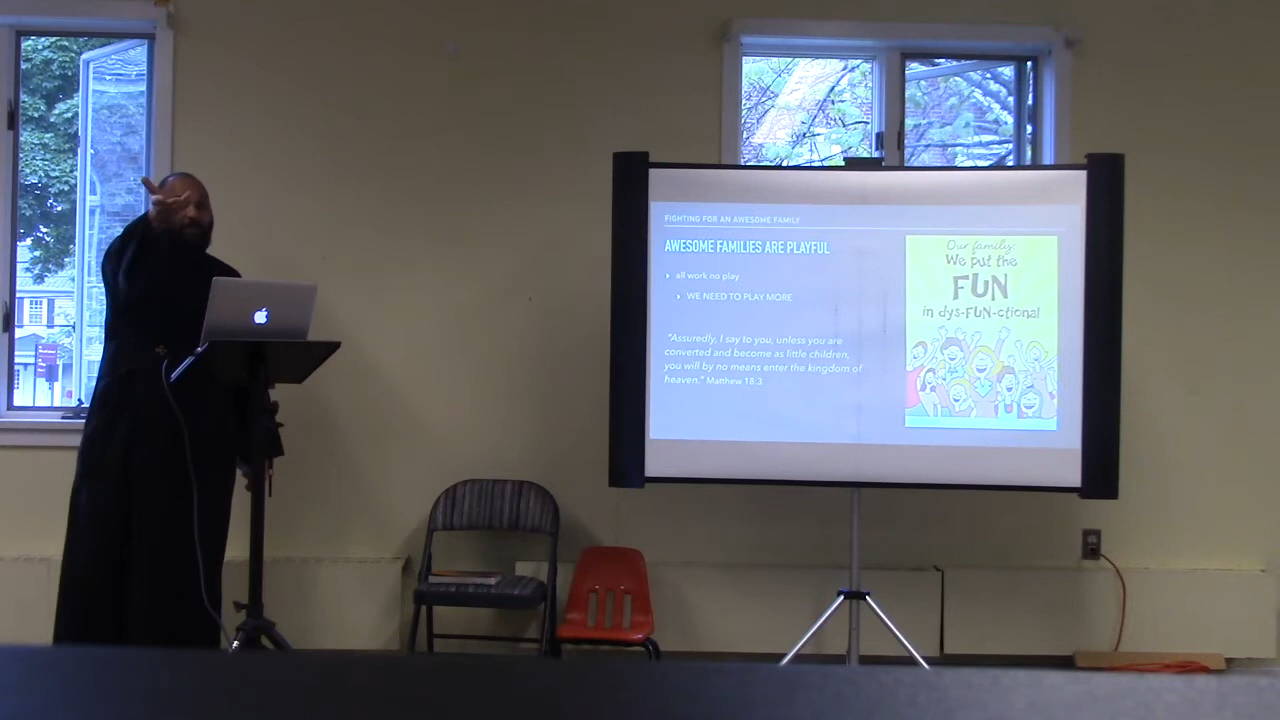 FIGHTING FOR AN AWESOME FAMILY
AWESOME FAMILIES ARE PLAYFUL
all work no play
WE NEED TO PLAY MORE
"Assuredly, I say to you, unless you are
converted and become as little children,
you will by no means enter the kingdom of
heaven." Matthew 18:3
Our family:
We put the
FUN
in dys-FUN-ctional